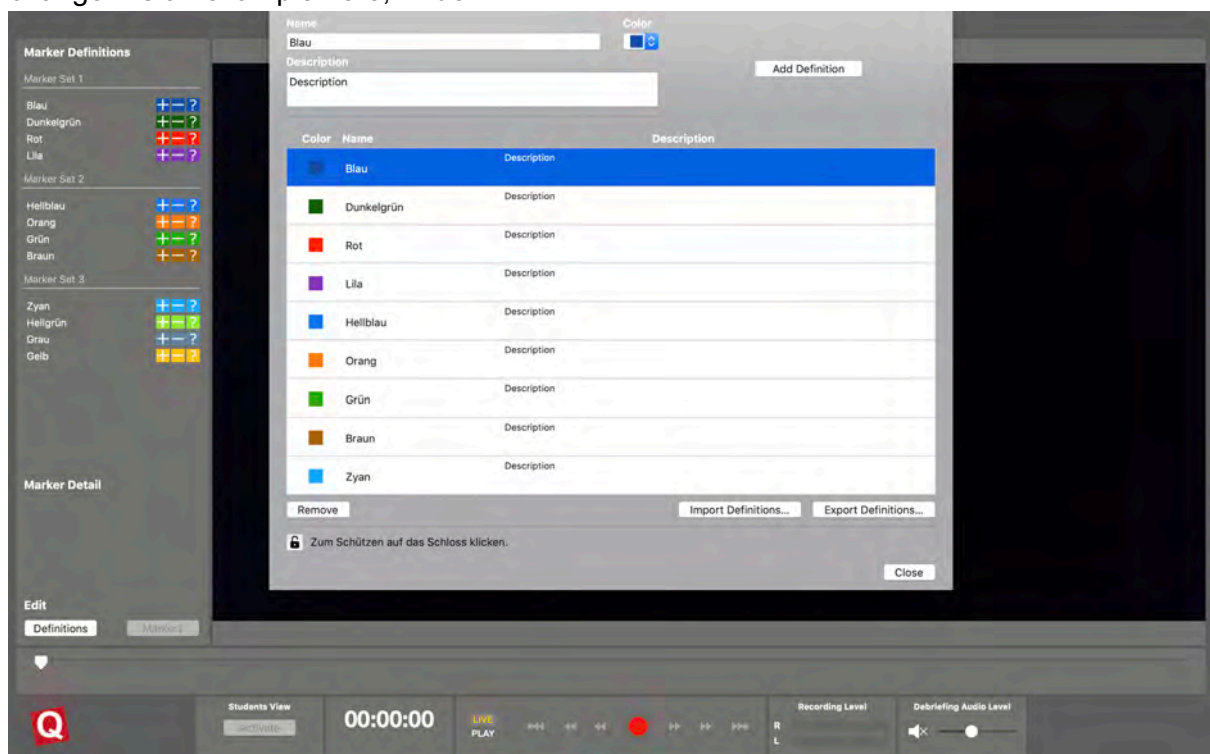 Marker Definitions
Marker Set 1
Blau + − ?
Dunkelgrün + − ?
Rot + − ?
Lila + − ?
Marker Set 2
Hellblau + − ?
Orang + − ?
Grün + − ?
Braun + − ?
Marker Set 3
Zyan + − ?
Hellgrün + − ?
Grau + − ?
Gelb + − ?
Marker Detail
Edit
Definitions Markers
Name Color
Blau
Description
Description
Add Definition
Color Name Description
Blau Description
Dunkelgrün Description
Rot Description
Lila Description
Hellblau Description
Orang Description
Grün Description
Braun Description
Zyan Description
Remove Import Definitions... Export Definitions...
Zum Schützen auf das Schloss klicken.
Close
Q
Students View
activate
00:00:00
LIVE
PLAY
Recording Level
R
L
Debriefing Audio Level